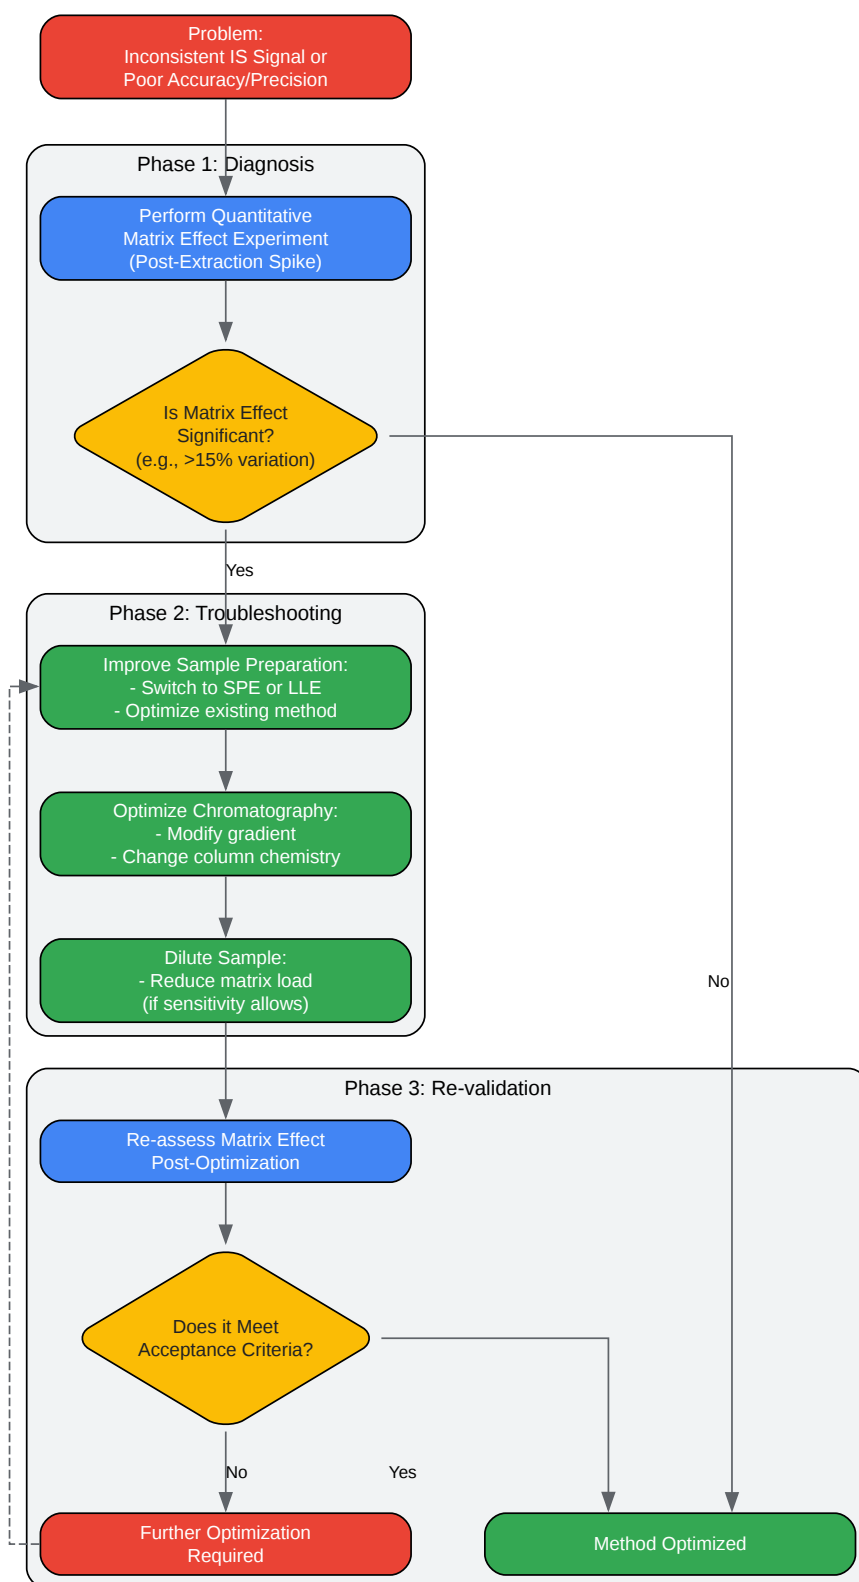 Problem:
Inconsistent IS Signal or
Poor Accuracy/Precision
Phase 1: Diagnosis
Perform Quantitative
Matrix Effect Experiment
(Post-Extraction Spike)
Is Matrix Effect
Significant?
(e.g., >15% variation)
Yes
Phase 2: Troubleshooting
Improve Sample Preparation:
- Switch to SPE or LLE
- Optimize existing method
Optimize Chromatography:
- Modify gradient
- Change column chemistry
Dilute Sample:
- Reduce matrix load
(if sensitivity allows)
No
Phase 3: Re-validation
Re-assess Matrix Effect
Post-Optimization
Does it Meet
Acceptance Criteria?
No
Yes
Further Optimization
Required
Method Optimized